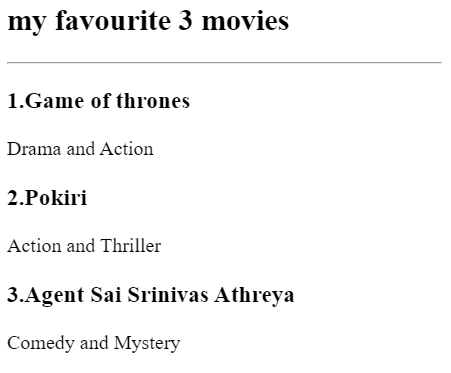 my favourite 3 movies
1.Game of thrones
Drama and Action
2.Pokiri
Action and Thriller
3.Agent Sai Srinivas Athreya
Comedy and Mystery